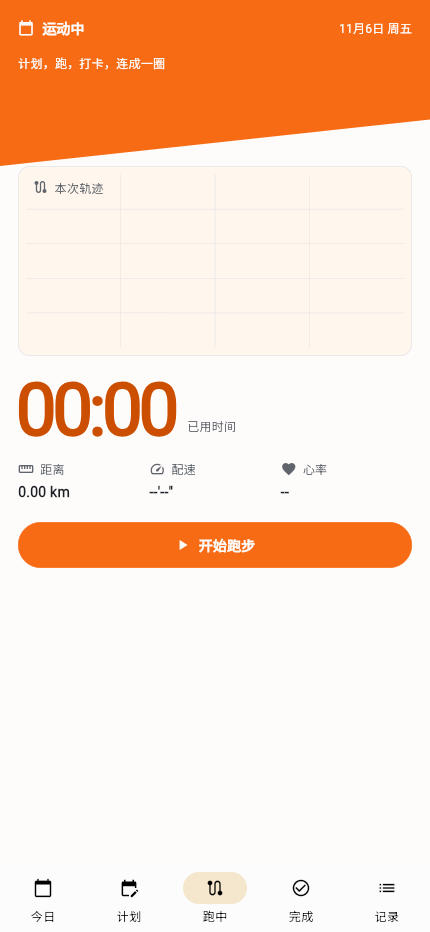 运动中
11月6日 周五
计划，跑，打卡，连成一圈
本次轨迹
00:00 已用时间
距离 配速 心率
0.00 km --'--" --
开始跑步
今日 计划 跑中 完成 记录